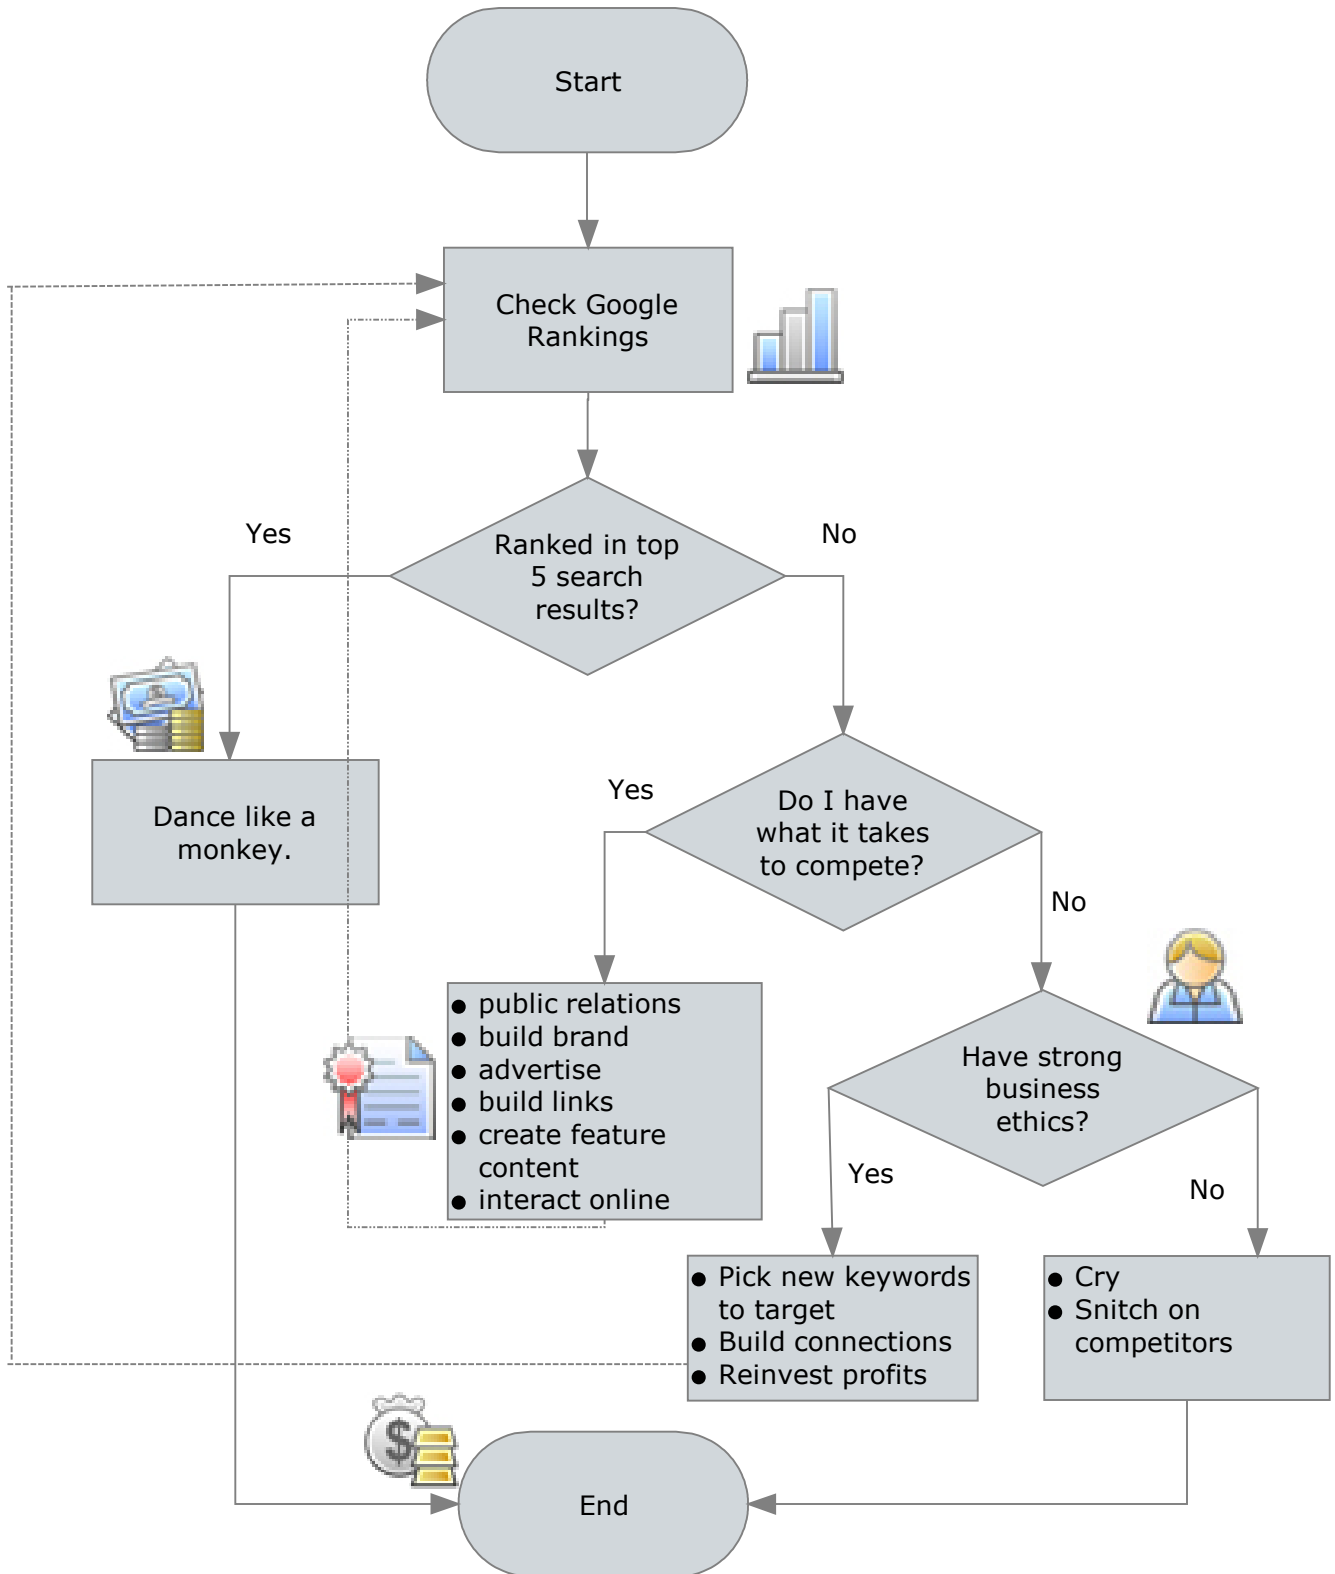 Start
Check Google
Rankings
Yes
No
Ranked in top
5 search
results?
Dance like a
monkey.
Yes
Do I have
what it takes
to compete?
No
● public relations
● build brand
● advertise
● build links
● create feature
content
● interact online
Have strong
business
ethics?
Yes
No
● Pick new keywords
to target
● Build connections
● Reinvest profits
● Cry
● Snitch on
competitors
$
End